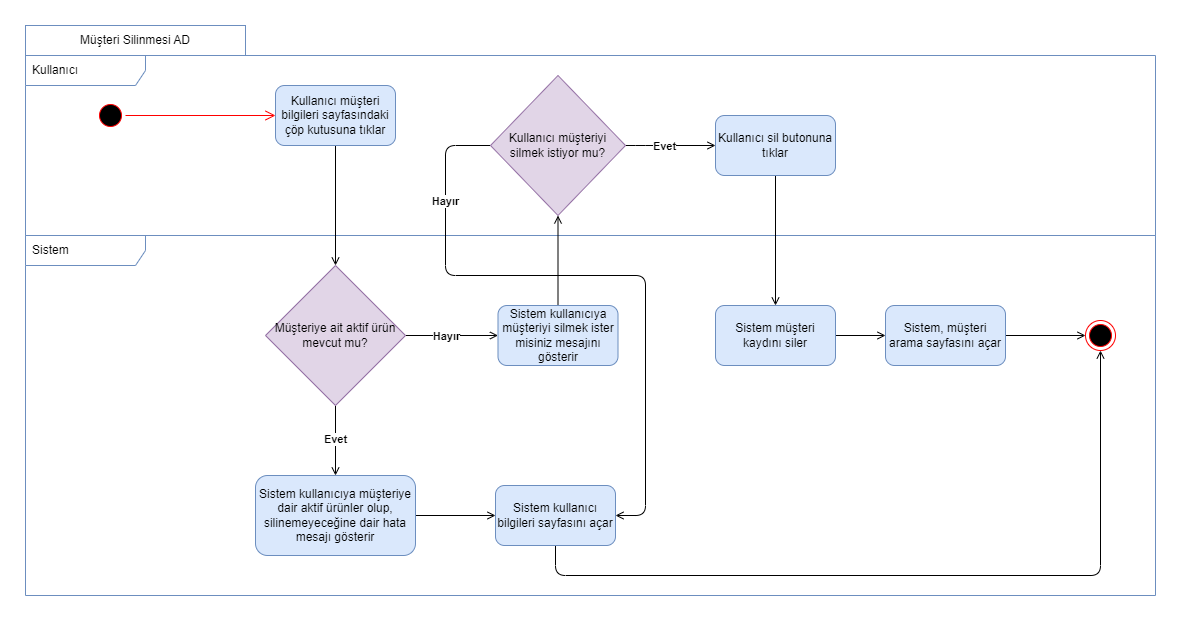 Müşteri Silinmesi AD
Kullanıcı
Kullanıcı müşteri
bilgileri sayfasındaki
çöp kutusuna tıklar
Kullanıcı müşteriyi
silmek istiyor mu?
Evet
Kullanıcı sil butonuna
tıklar
Hayır
Sistem
Müşteriye ait aktif ürün
mevcut mu?
Hayır
Sistem kullanıcıya
müşteriyi silmek ister
misiniz mesajını
gösterir
Sistem müşteri
kaydını siler
Sistem, müşteri
arama sayfasını açar
Evet
Sistem kullanıcıya müşteriye
dair aktif ürünler olup,
silinemeyeceğine dair hata
mesajı gösterir
Sistem kullanıcı
bilgileri sayfasını açar